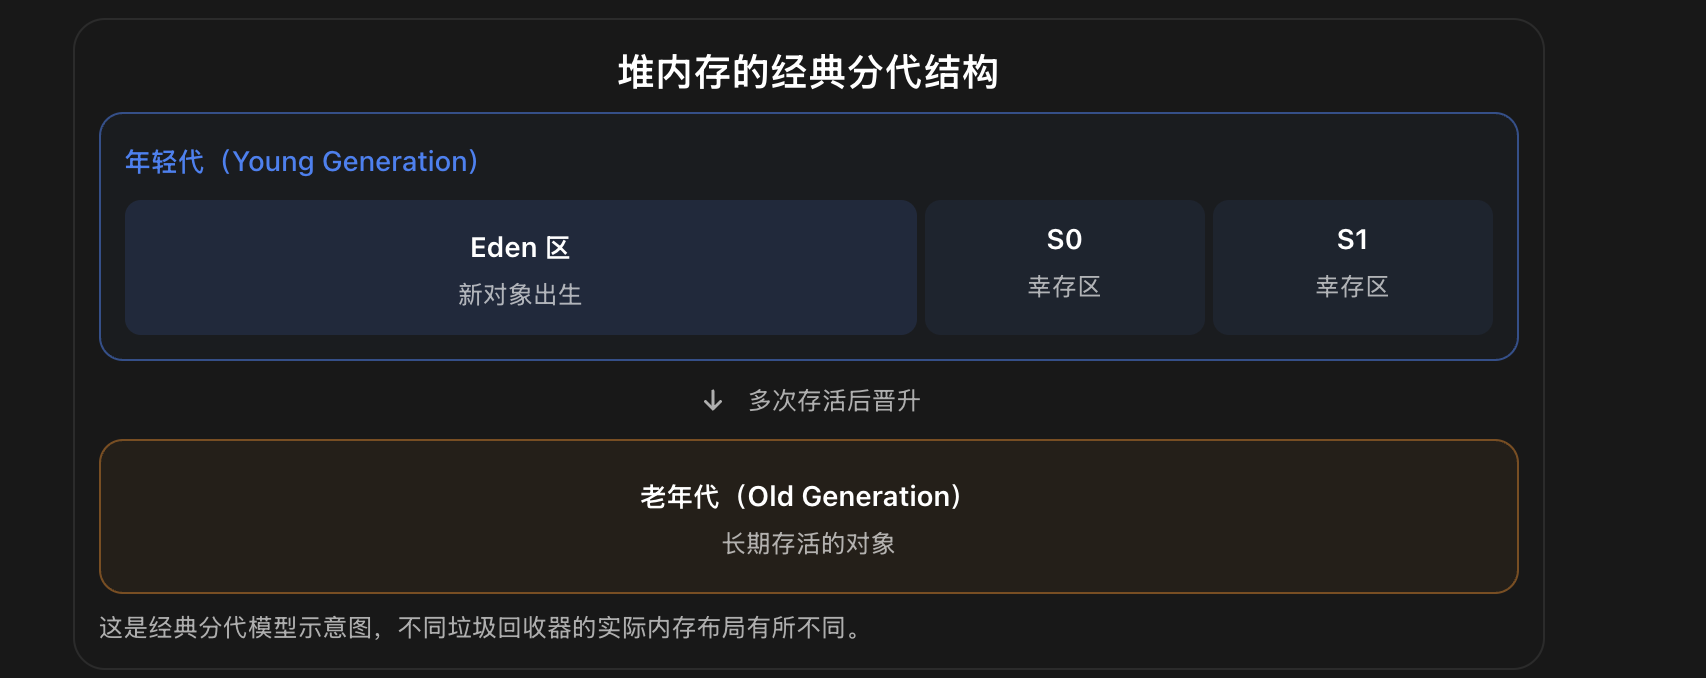 堆内存的经典分代结构
年轻代（Young Generation）
Eden 区
新对象出生
S0
幸存区
S1
幸存区
↓ 多次存活后晋升
老年代（Old Generation）
长期存活的对象
这是经典分代模型示意图，不同垃圾回收器的实际内存布局有所不同。